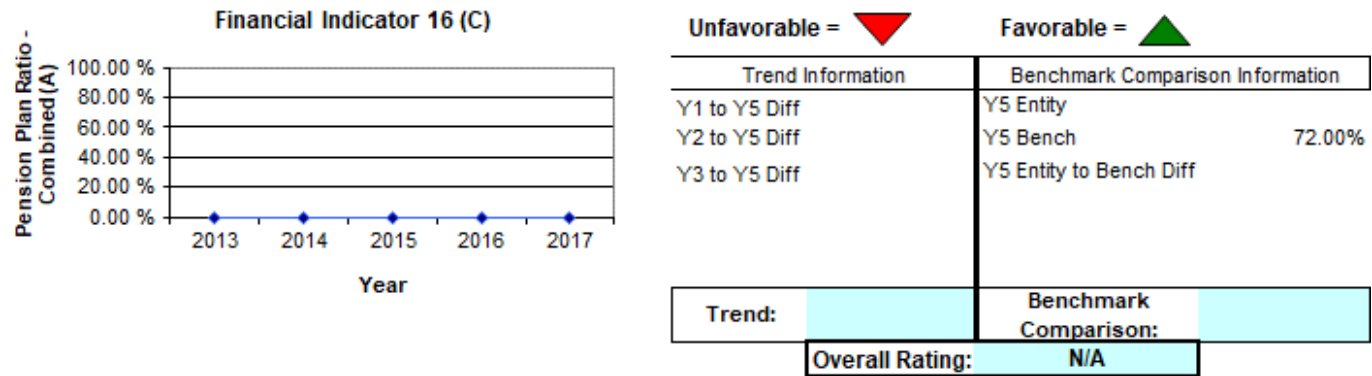 Financial Indicator 16 (C)
Pension Plan Ratio -
Combined (A)
100.00 %
80.00 %
60.00 %
40.00 %
20.00 %
0.00 %
2013 2014 2015 2016 2017
Year
Unfavorable = Favorable =
Trend Information Benchmark Comparison Information
Y1 to Y5 Diff Y5 Entity
Y2 to Y5 Diff Y5 Bench 72.00%
Y3 to Y5 Diff Y5 Entity to Bench Diff
Trend: Benchmark
Comparison:
Overall Rating: N/A